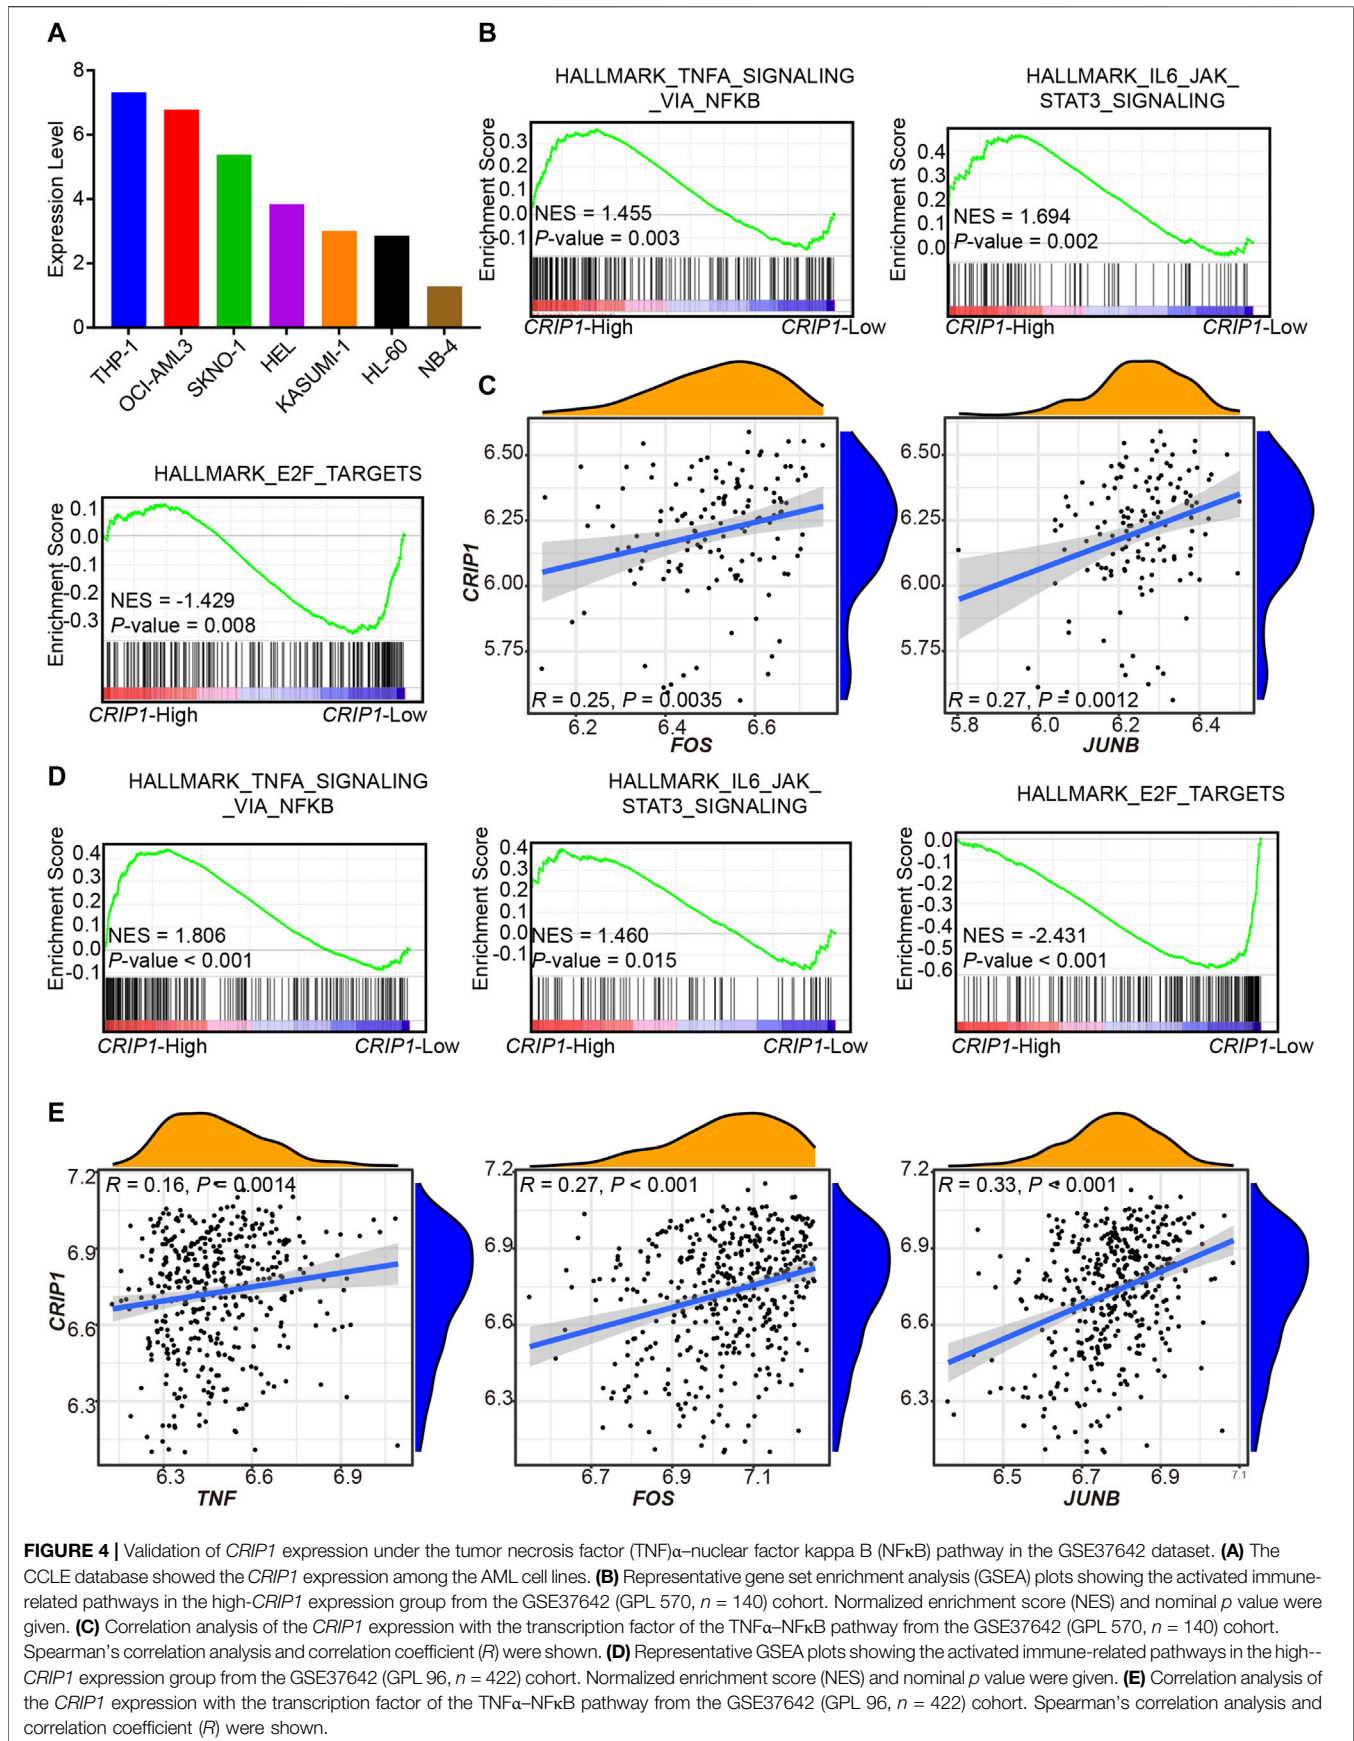 A
8
6
4
2
0
Expression Level
THP-1
OCI-AML3
SKNO-1
HEL
KASUMI-1
HL-60
NB-4
B
HALLMARK_TNFA_SIGNALING
_VIA_NFKB
Enrichment Score
0.3
0.2
0.1
0.0
-0.1
NES = 1.455
P-value = 0.003
CRIP1-High
CRIP1-Low
HALLMARK_IL6_JAK_
STAT3_SIGNALING
Enrichment Score
0.4
0.3
0.2
0.1
0.0
NES = 1.694
P-value = 0.002
CRIP1-High
CRIP1-Low
HALLMARK_E2F_TARGETS
Enrichment Score
0.1
0.0
-0.1
-0.2
-0.3
NES = -1.429
P-value = 0.008
CRIP1-High
CRIP1-Low
C
CRIP1
6.50
6.25
6.00
5.75
R = 0.25, P = 0.0035
6.2
6.4
6.6
FOS
6.50
6.25
6.00
5.75
R = 0.27, P = 0.0012
5.8
6.0
6.2
6.4
JUNB
D
HALLMARK_TNFA_SIGNALING
_VIA_NFKB
Enrichment Score
0.4
0.3
0.2
0.1
0.0
-0.1
NES = 1.806
P-value < 0.001
CRIP1-High
CRIP1-Low
HALLMARK_IL6_JAK_
STAT3_SIGNALING
Enrichment Score
0.4
0.3
0.2
0.1
0.0
-0.1
NES = 1.460
P-value = 0.015
CRIP1-High
CRIP1-Low
HALLMARK_E2F_TARGETS
Enrichment Score
0.0
-0.1
-0.2
-0.3
-0.4
-0.5
-0.6
NES = -2.431
P-value < 0.001
CRIP1-High
CRIP1-Low
E
CRIP1
7.2
6.9
6.6
6.3
R = 0.16, P = 0.0014
6.3
6.6
6.9
TNF
7.2
6.9
6.6
6.3
R = 0.27, P < 0.001
6.7
6.9
7.1
FOS
7.2
6.9
6.6
6.3
R = 0.33, P < 0.001
6.5
6.7
6.9
7.1
JUNB
FIGURE 4 | Validation of CRIP1 expression under the tumor necrosis factor (TNF)α–nuclear factor kappa B (NFκB) pathway in the GSE37642 dataset. (A) The
CCLE database showed the CRIP1 expression among the AML cell lines. (B) Representative gene set enrichment analysis (GSEA) plots showing the activated immune-
related pathways in the high-CRIP1 expression group from the GSE37642 (GPL 570, n = 140) cohort. Normalized enrichment score (NES) and nominal p value were
given. (C) Correlation analysis of the CRIP1 expression with the transcription factor of the TNFα–NFκB pathway from the GSE37642 (GPL 570, n = 140) cohort.
Spearman's correlation analysis and correlation coefficient (R) were shown. (D) Representative GSEA plots showing the activated immune-related pathways in the high--
CRIP1 expression group from the GSE37642 (GPL 96, n = 422) cohort. Normalized enrichment score (NES) and nominal p value were given. (E) Correlation analysis of
the CRIP1 expression with the transcription factor of the TNFα–NFκB pathway from the GSE37642 (GPL 96, n = 422) cohort. Spearman's correlation analysis and
correlation coefficient (R) were shown.